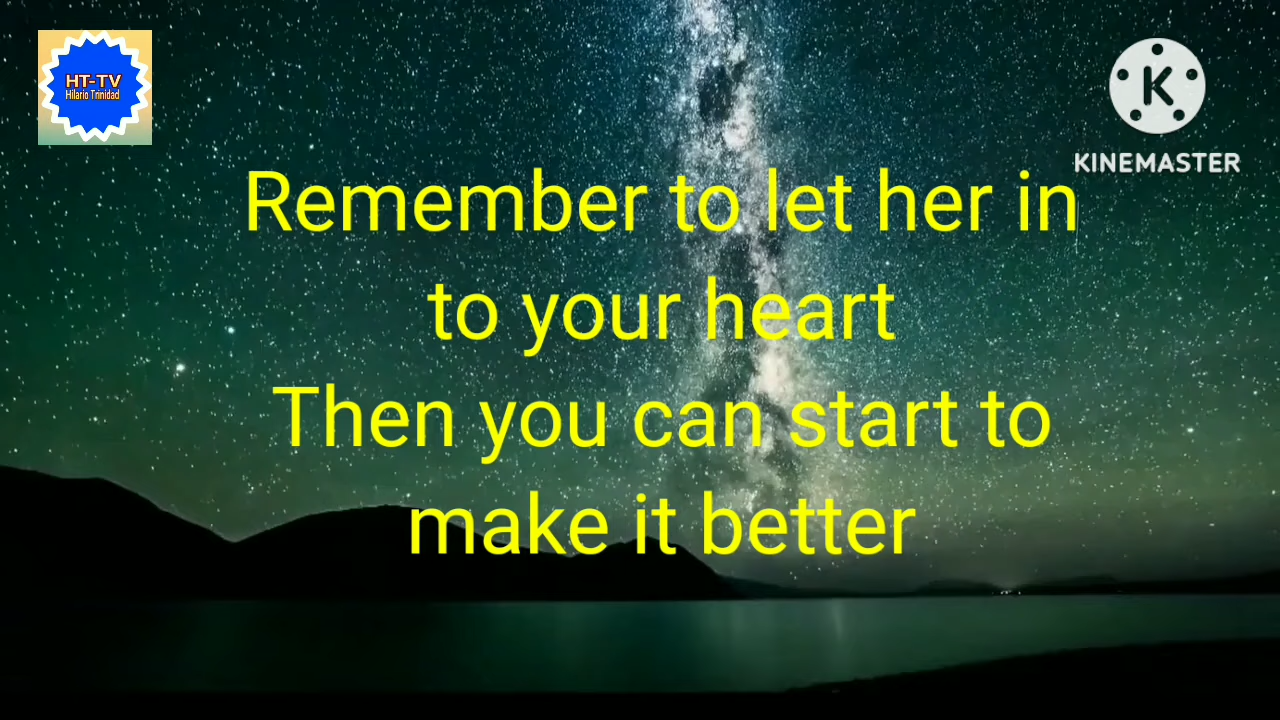 HT-TV
Hilario Trinidad
KINEMASTER
Remember to let her in
to your heart
Then you can start to
make it better